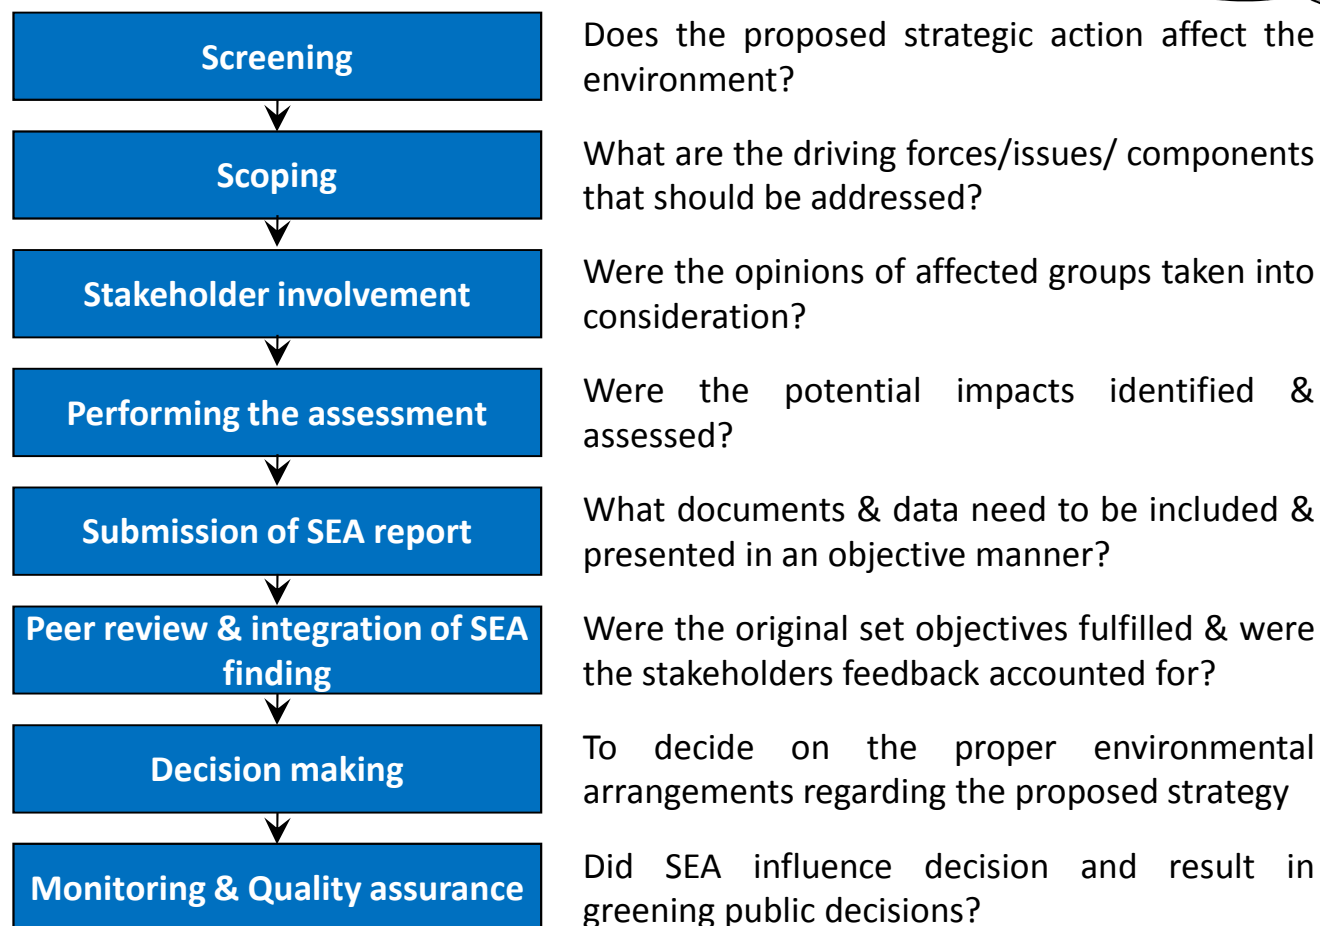 Screening
Does the proposed strategic action affect the
environment?
Scoping
What are the driving forces/issues/ components
that should be addressed?
Stakeholder involvement
Were the opinions of affected groups taken into
consideration?
Performing the assessment
Were the potential impacts identified &
assessed?
Submission of SEA report
What documents & data need to be included &
presented in an objective manner?
Peer review & integration of SEA
finding
Were the original set objectives fulfilled & were
the stakeholders feedback accounted for?
Decision making
To decide on the proper environmental
arrangements regarding the proposed strategy
Monitoring & Quality assurance
Did SEA influence decision and result in
greening public decisions?